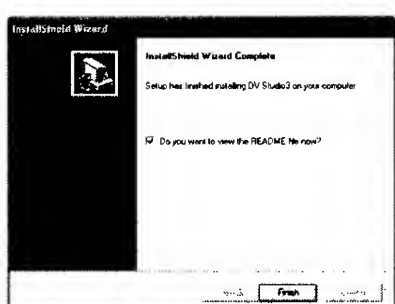 InstallShield Wizard
InstallShield Wizard Complete
Setup has finished installing DV Studio3 on your computer
Do you want to view the README file now?
Finish